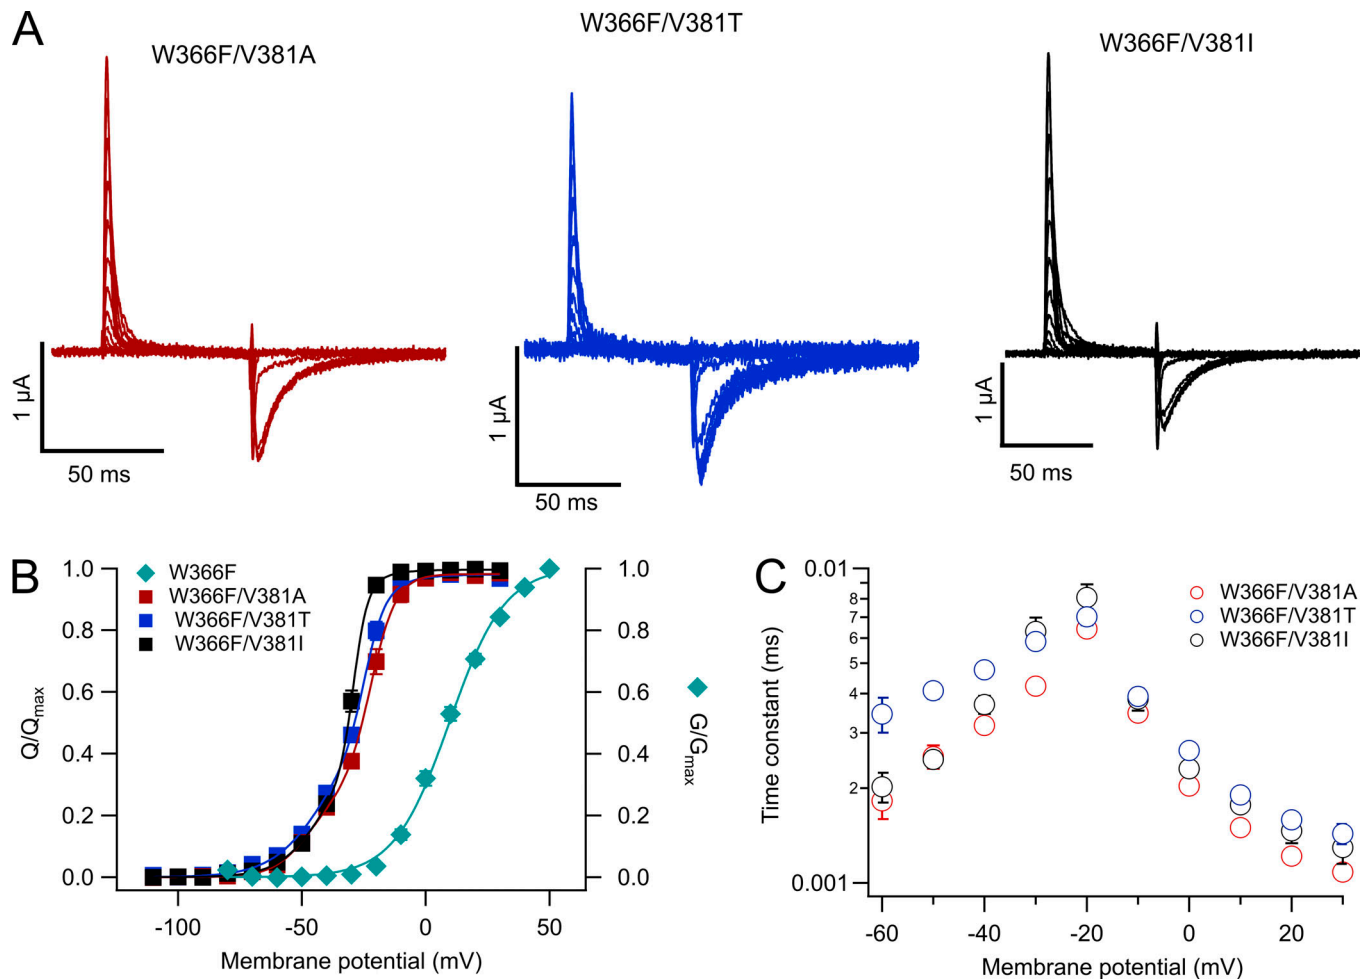 A
W366F/V381A
W366F/V381T
W366F/V381I
1 µA
50 ms
1 µA
50 ms
1 µA
50 ms
B
W366F
W366F/V381A
W366F/V381T
W366F/V381I
1.0
0.8
0.6
0.4
0.2
0.0
Q/Qmax
1.0
0.8
0.6
0.4
0.2
0.0
G/Gmax
-100
-50
0
50
Membrane potential (mV)
C
W366F/V381A
W366F/V381T
W366F/V381I
0.01
8
7
6
5
4
3
2
0.001
Time constant (ms)
-60
-40
-20
0
20
Membrane potential (mV)